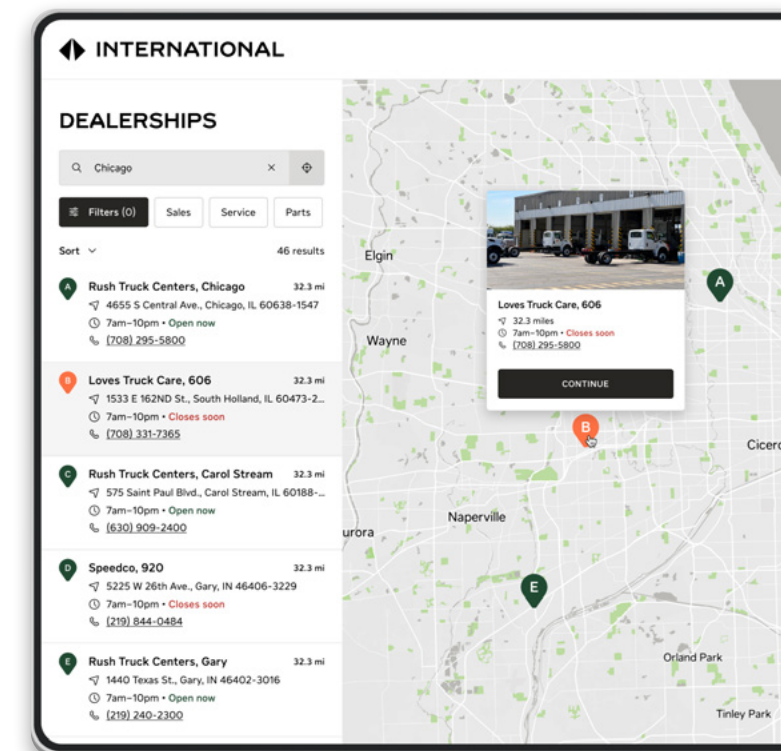 INTERNATIONAL
DEALERSHIPS
Chicago
Filters (0) Sales Service Parts
Sort 46 results
A Rush Truck Centers, Chicago 32.3 mi
4655 S Central Ave., Chicago, IL 60638-1547
7am–10pm • Open now
(708) 295-5800
B Loves Truck Care, 606 32.3 mi
1533 E 162ND St., South Holland, IL 60473-2...
7am–10pm • Closes soon
(708) 331-7365
C Rush Truck Centers, Carol Stream 32.3 mi
575 Saint Paul Blvd., Carol Stream, IL 60188-...
7am–10pm • Open now
(630) 909-2400
D Speedco, 920 32.3 mi
5225 W 26th Ave., Gary, IN 46406-3229
7am–10pm • Closes soon
(219) 844-0484
E Rush Truck Centers, Gary 32.3 mi
1440 Texas St., Gary, IN 46402-3016
7am–10pm • Open now
(219) 240-2300
Elgin
A
Loves Truck Care, 606
32.3 miles
7am–10pm • Closes soon
(708) 295-5800
CONTINUE
Wayne
B
Cicero
Naperville
urora
E
Orland Park
Tinley Park